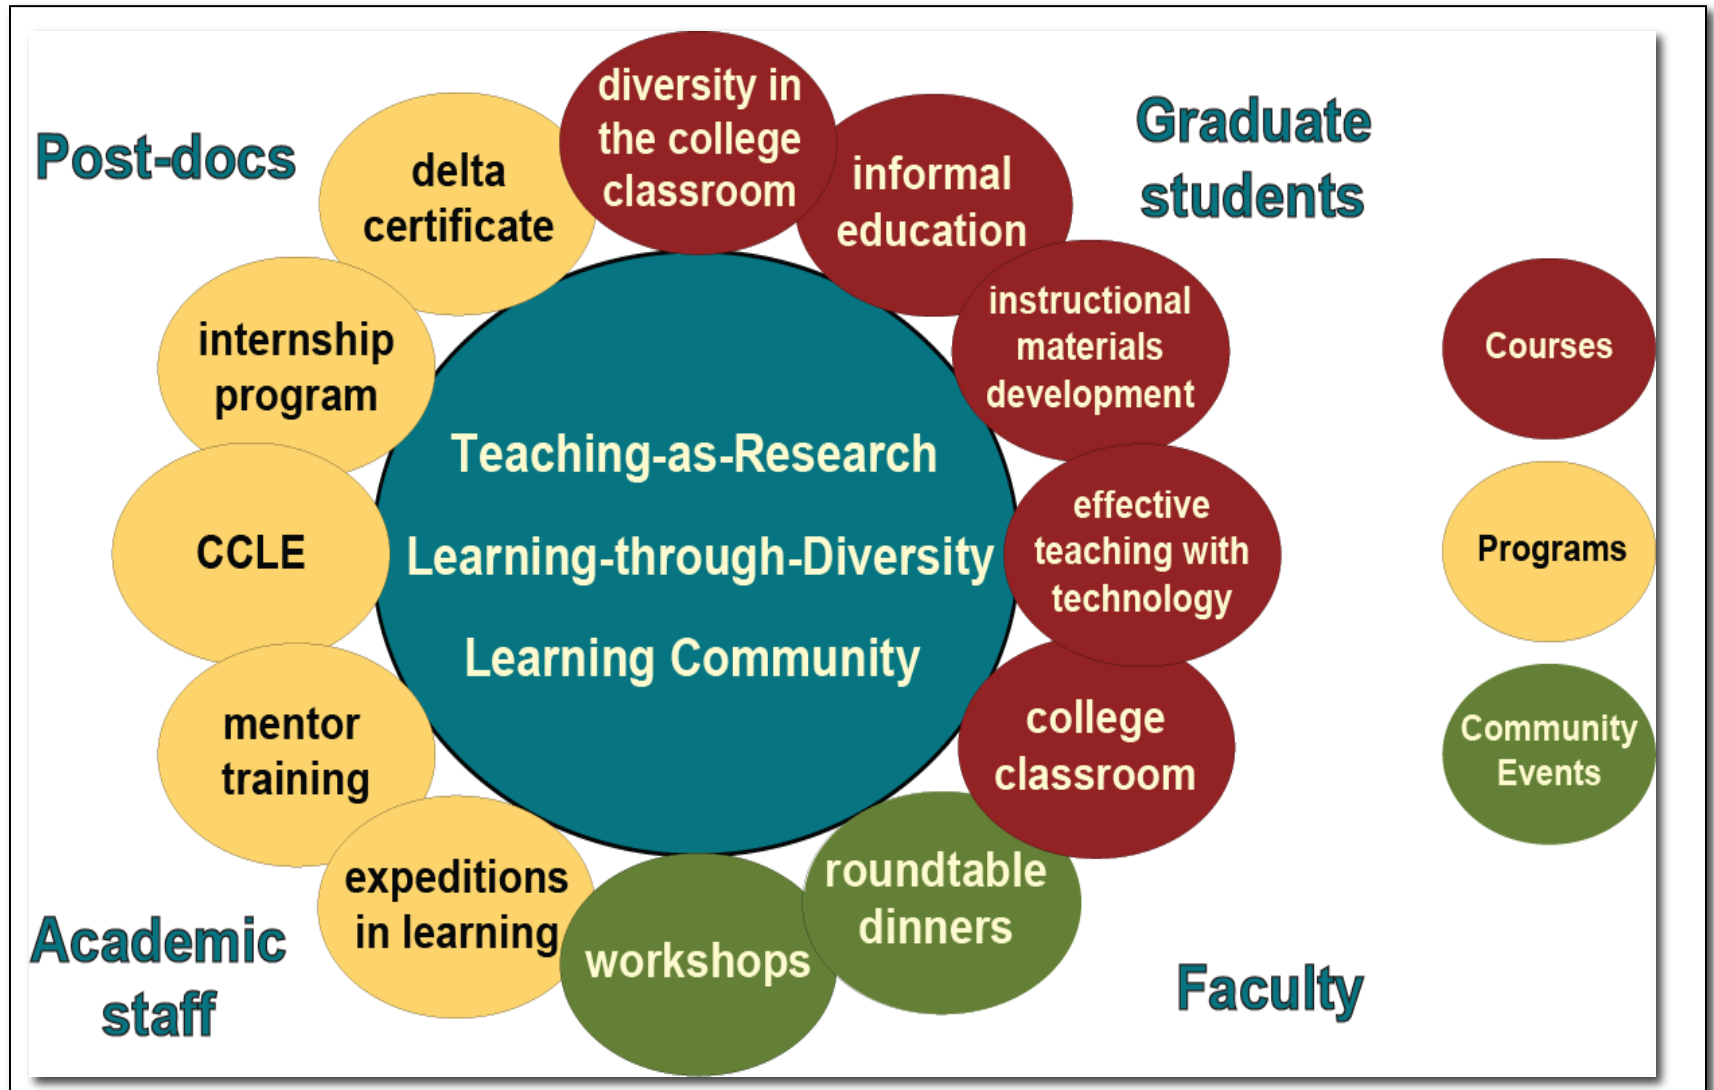 Post-docs
Graduate
students
diversity in
the college
classroom
informal
education
instructional
materials
development
effective
teaching with
technology
college
classroom
roundtable
dinners
workshops
expeditions
in learning
mentor
training
CCLE
internship
program
delta
certificate
Teaching-as-Research
Learning-through-Diversity
Learning Community
Academic
staff
Faculty
Courses
Programs
Community
Events